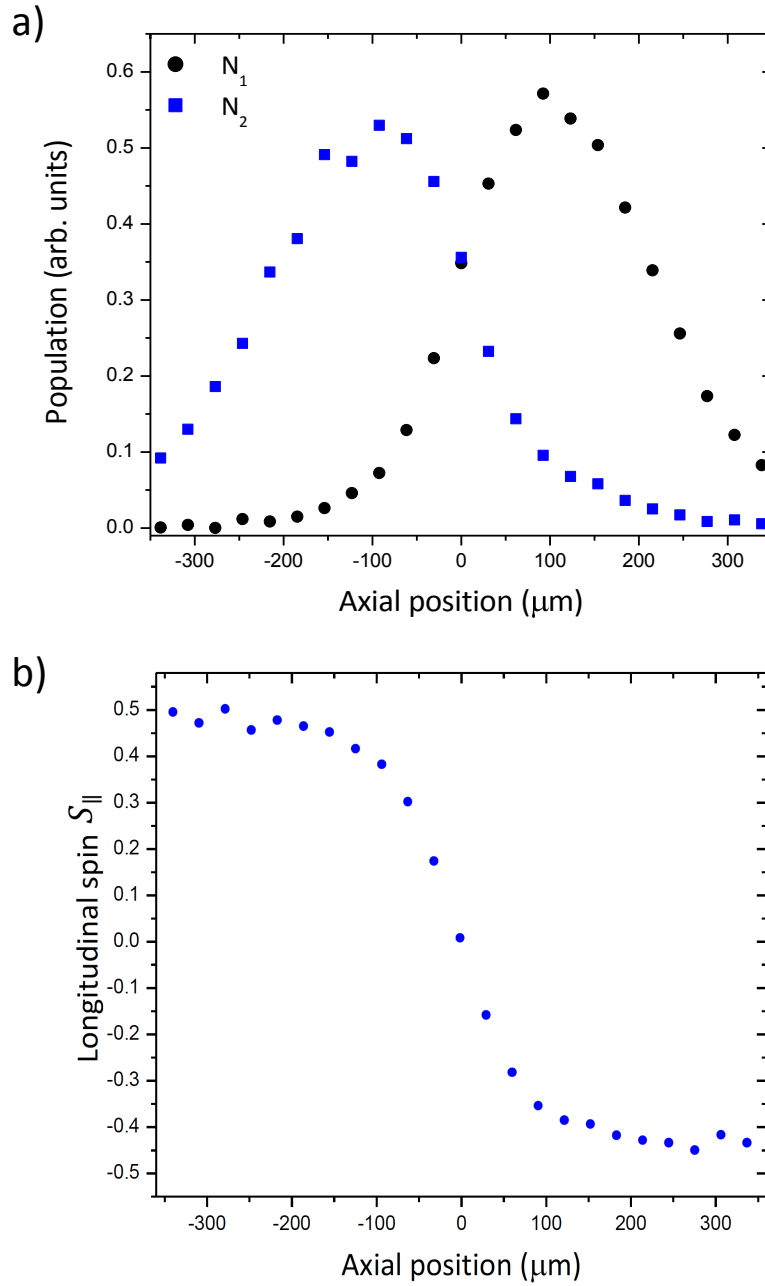 a)
0.6
0.5
0.4
0.3
0.2
0.1
0.0
Population (arb. units)
N1
N2
-300 -200 -100 0 100 200 300
Axial position (μm)
b)
0.5
0.4
0.3
0.2
0.1
0.0
-0.1
-0.2
-0.3
-0.4
-0.5
Longitudinal spin S∥
-300 -200 -100 0 100 200 300
Axial position (μm)